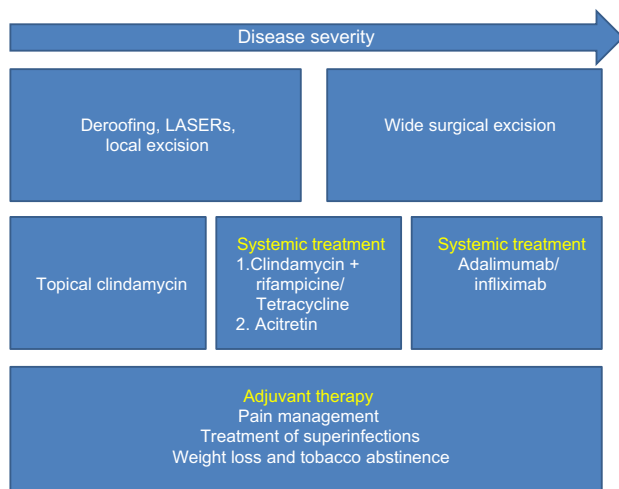 Disease severity
Deroofing, LASERs,
local excision
Wide surgical excision
Topical clindamycin
Systemic treatment
1.Clindamycin +
rifampicine/
Tetracycline
2. Acitretin
Systemic treatment
Adalimumab/
infliximab
Adjuvant therapy
Pain management
Treatment of superinfections
Weight loss and tobacco abstinence